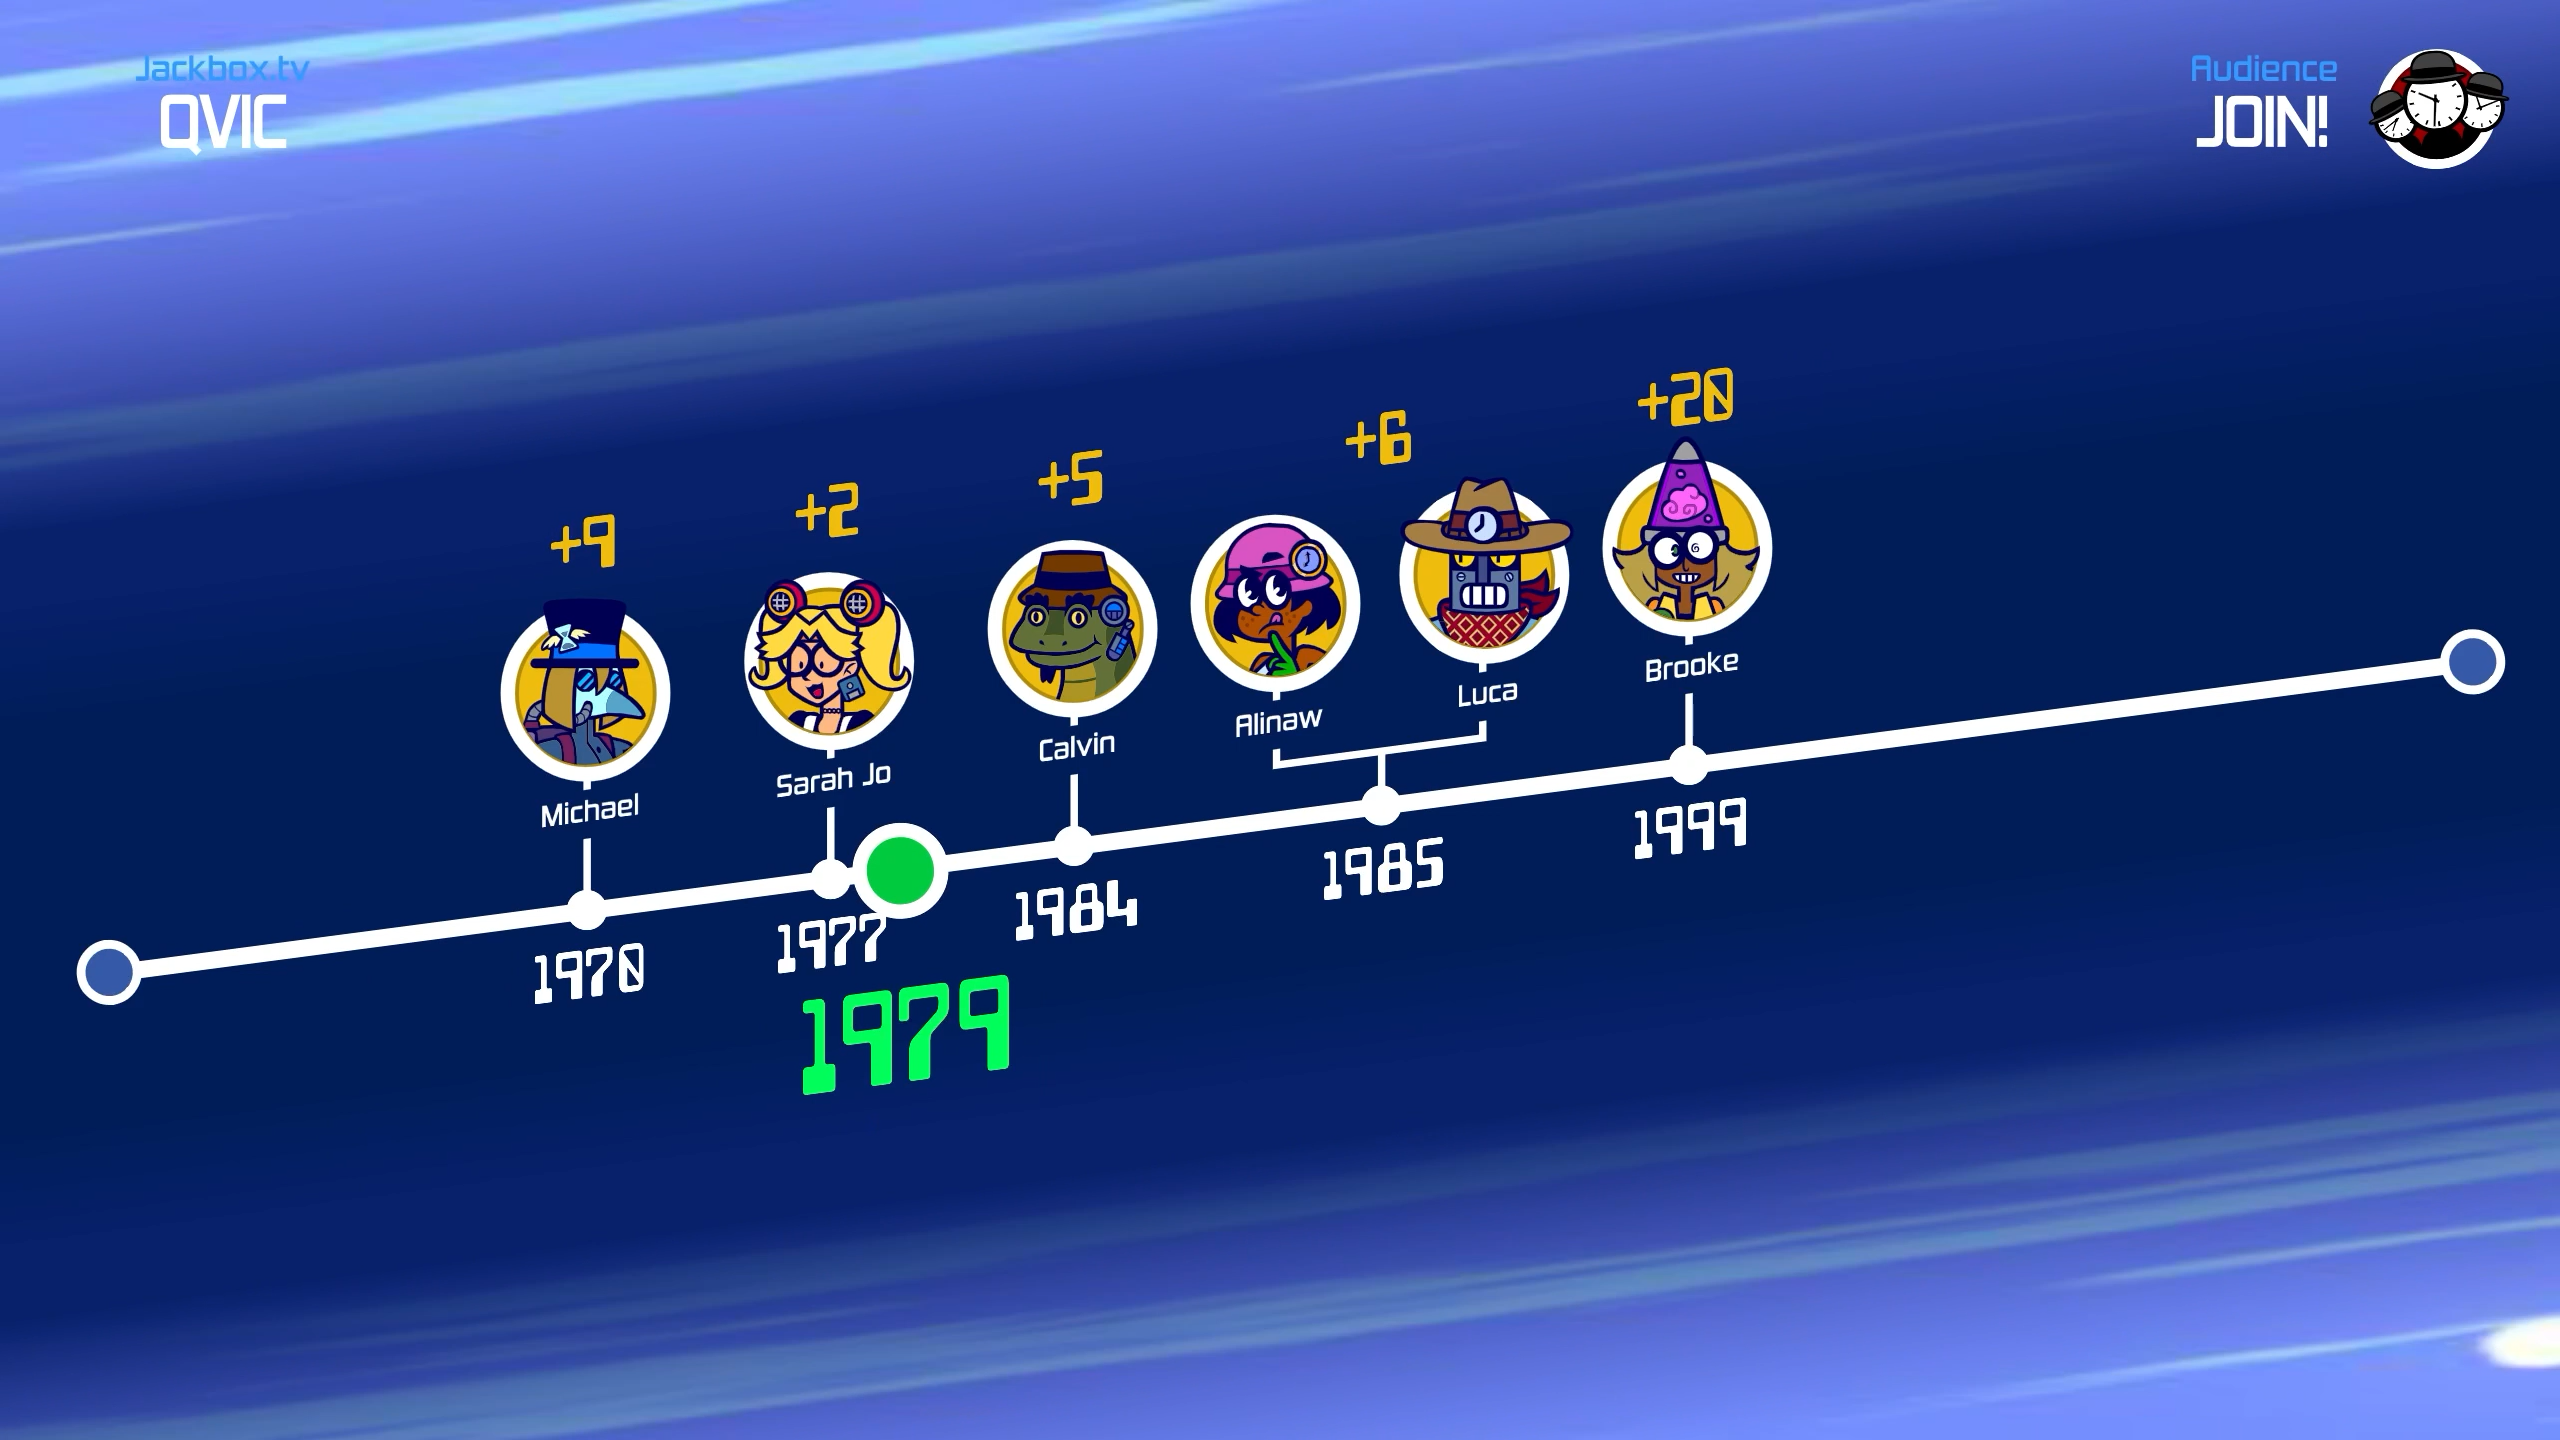 Jackbox.tv
QVIC
Audience
JOIN!
+9
+2
+5
+6
+20
Michael
Sarah Jo
Calvin
Alinaw
Luca
Brooke
1970
1977
1984
1985
1999
1979